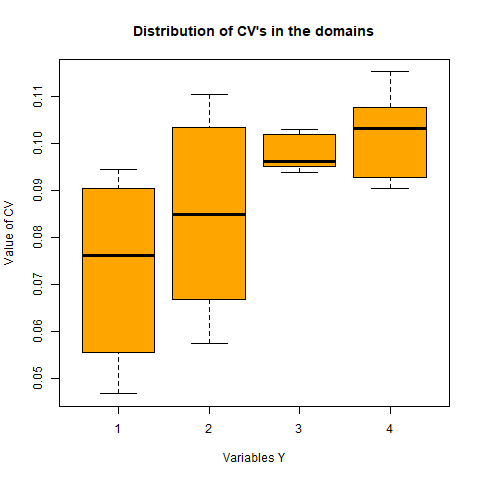 Distribution of CV's in the domains
Value of CV
0.11
0.10
0.09
0.08
0.07
0.06
0.05
1 2 3 4
Variables Y